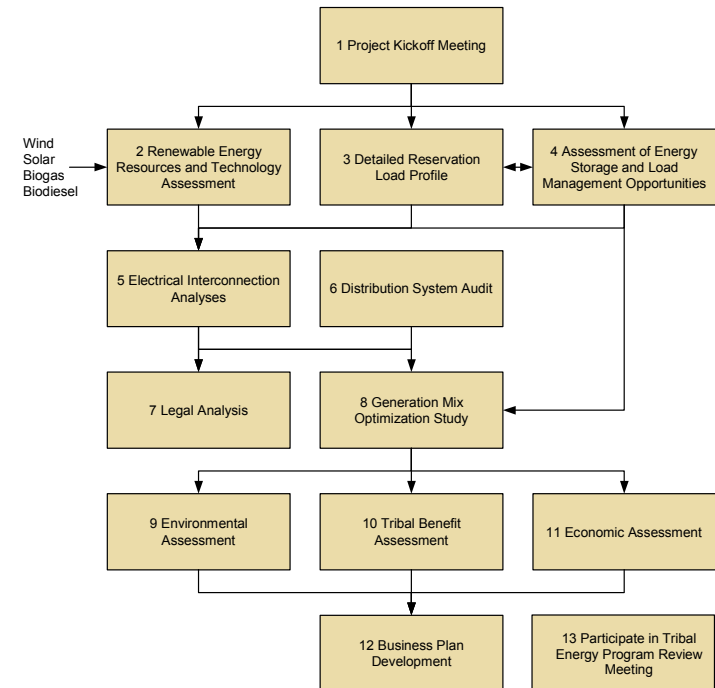 1 Project Kickoff Meeting
Wind
Solar
Biogas
Biodiesel
2 Renewable Energy
Resources and Technology
Assessment
3 Detailed Reservation
Load Profile
4 Assessment of Energy
Storage and Load
Management Opportunities
5 Electrical Interconnection
Analyses
6 Distribution System Audit
7 Legal Analysis
8 Generation Mix
Optimization Study
9 Environmental
Assessment
10 Tribal Benefit
Assessment
11 Economic Assessment
12 Business Plan
Development
13 Participate in Tribal
Energy Program Review
Meeting